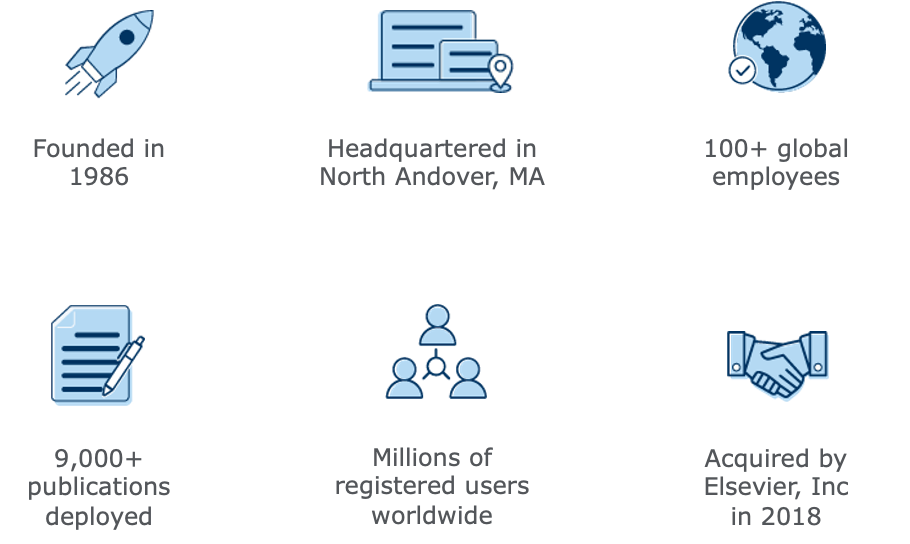 Founded in
1986
Headquartered in
North Andover, MA
100+ global
employees
9,000+
publications
deployed
Millions of
registered users
worldwide
Acquired by
Elsevier, Inc
in 2018